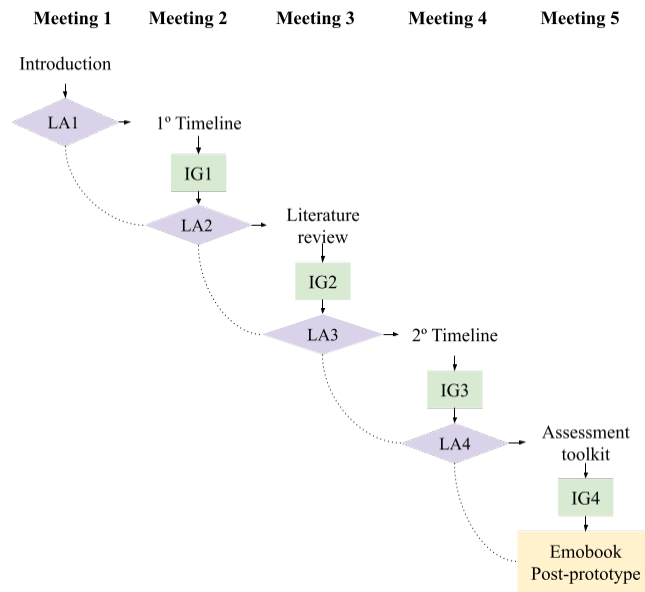 Meeting 1 Meeting 2 Meeting 3 Meeting 4 Meeting 5
Introduction
LA1
1º Timeline
IG1
LA2
Literature
review
IG2
LA3
2º Timeline
IG3
LA4
Assessment
toolkit
IG4
Emobook
Post-prototype